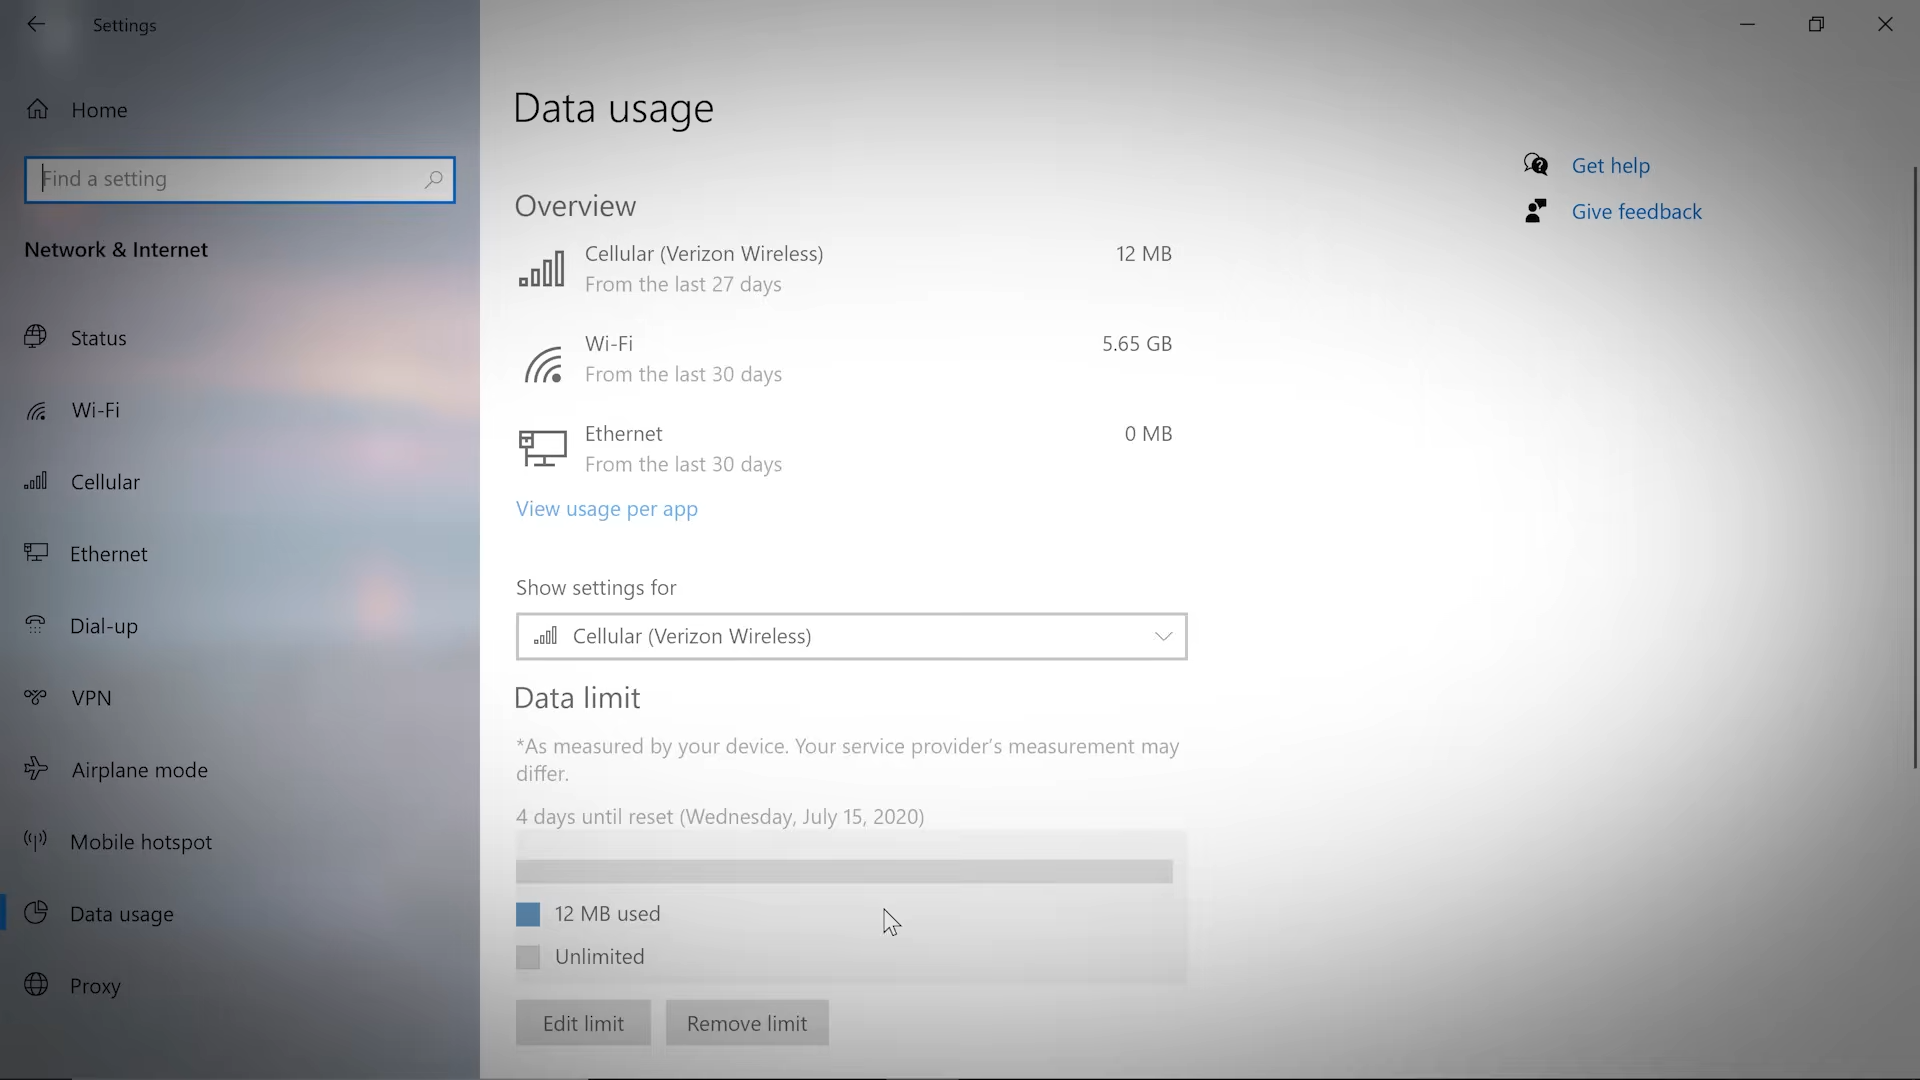 Settings
Home
Find a setting
Network & Internet
Status
Wi-Fi
Cellular
Ethernet
Dial-up
VPN
Airplane mode
Mobile hotspot
Data usage
Proxy
Data usage
Overview
Cellular (Verizon Wireless) 12 MB
From the last 27 days
Wi-Fi 5.65 GB
From the last 30 days
Ethernet 0 MB
From the last 30 days
View usage per app
Show settings for
Cellular (Verizon Wireless)
Data limit
*As measured by your device. Your service provider's measurement may
differ.
4 days until reset (Wednesday, July 15, 2020)
12 MB used
Unlimited
Edit limit Remove limit
Get help
Give feedback